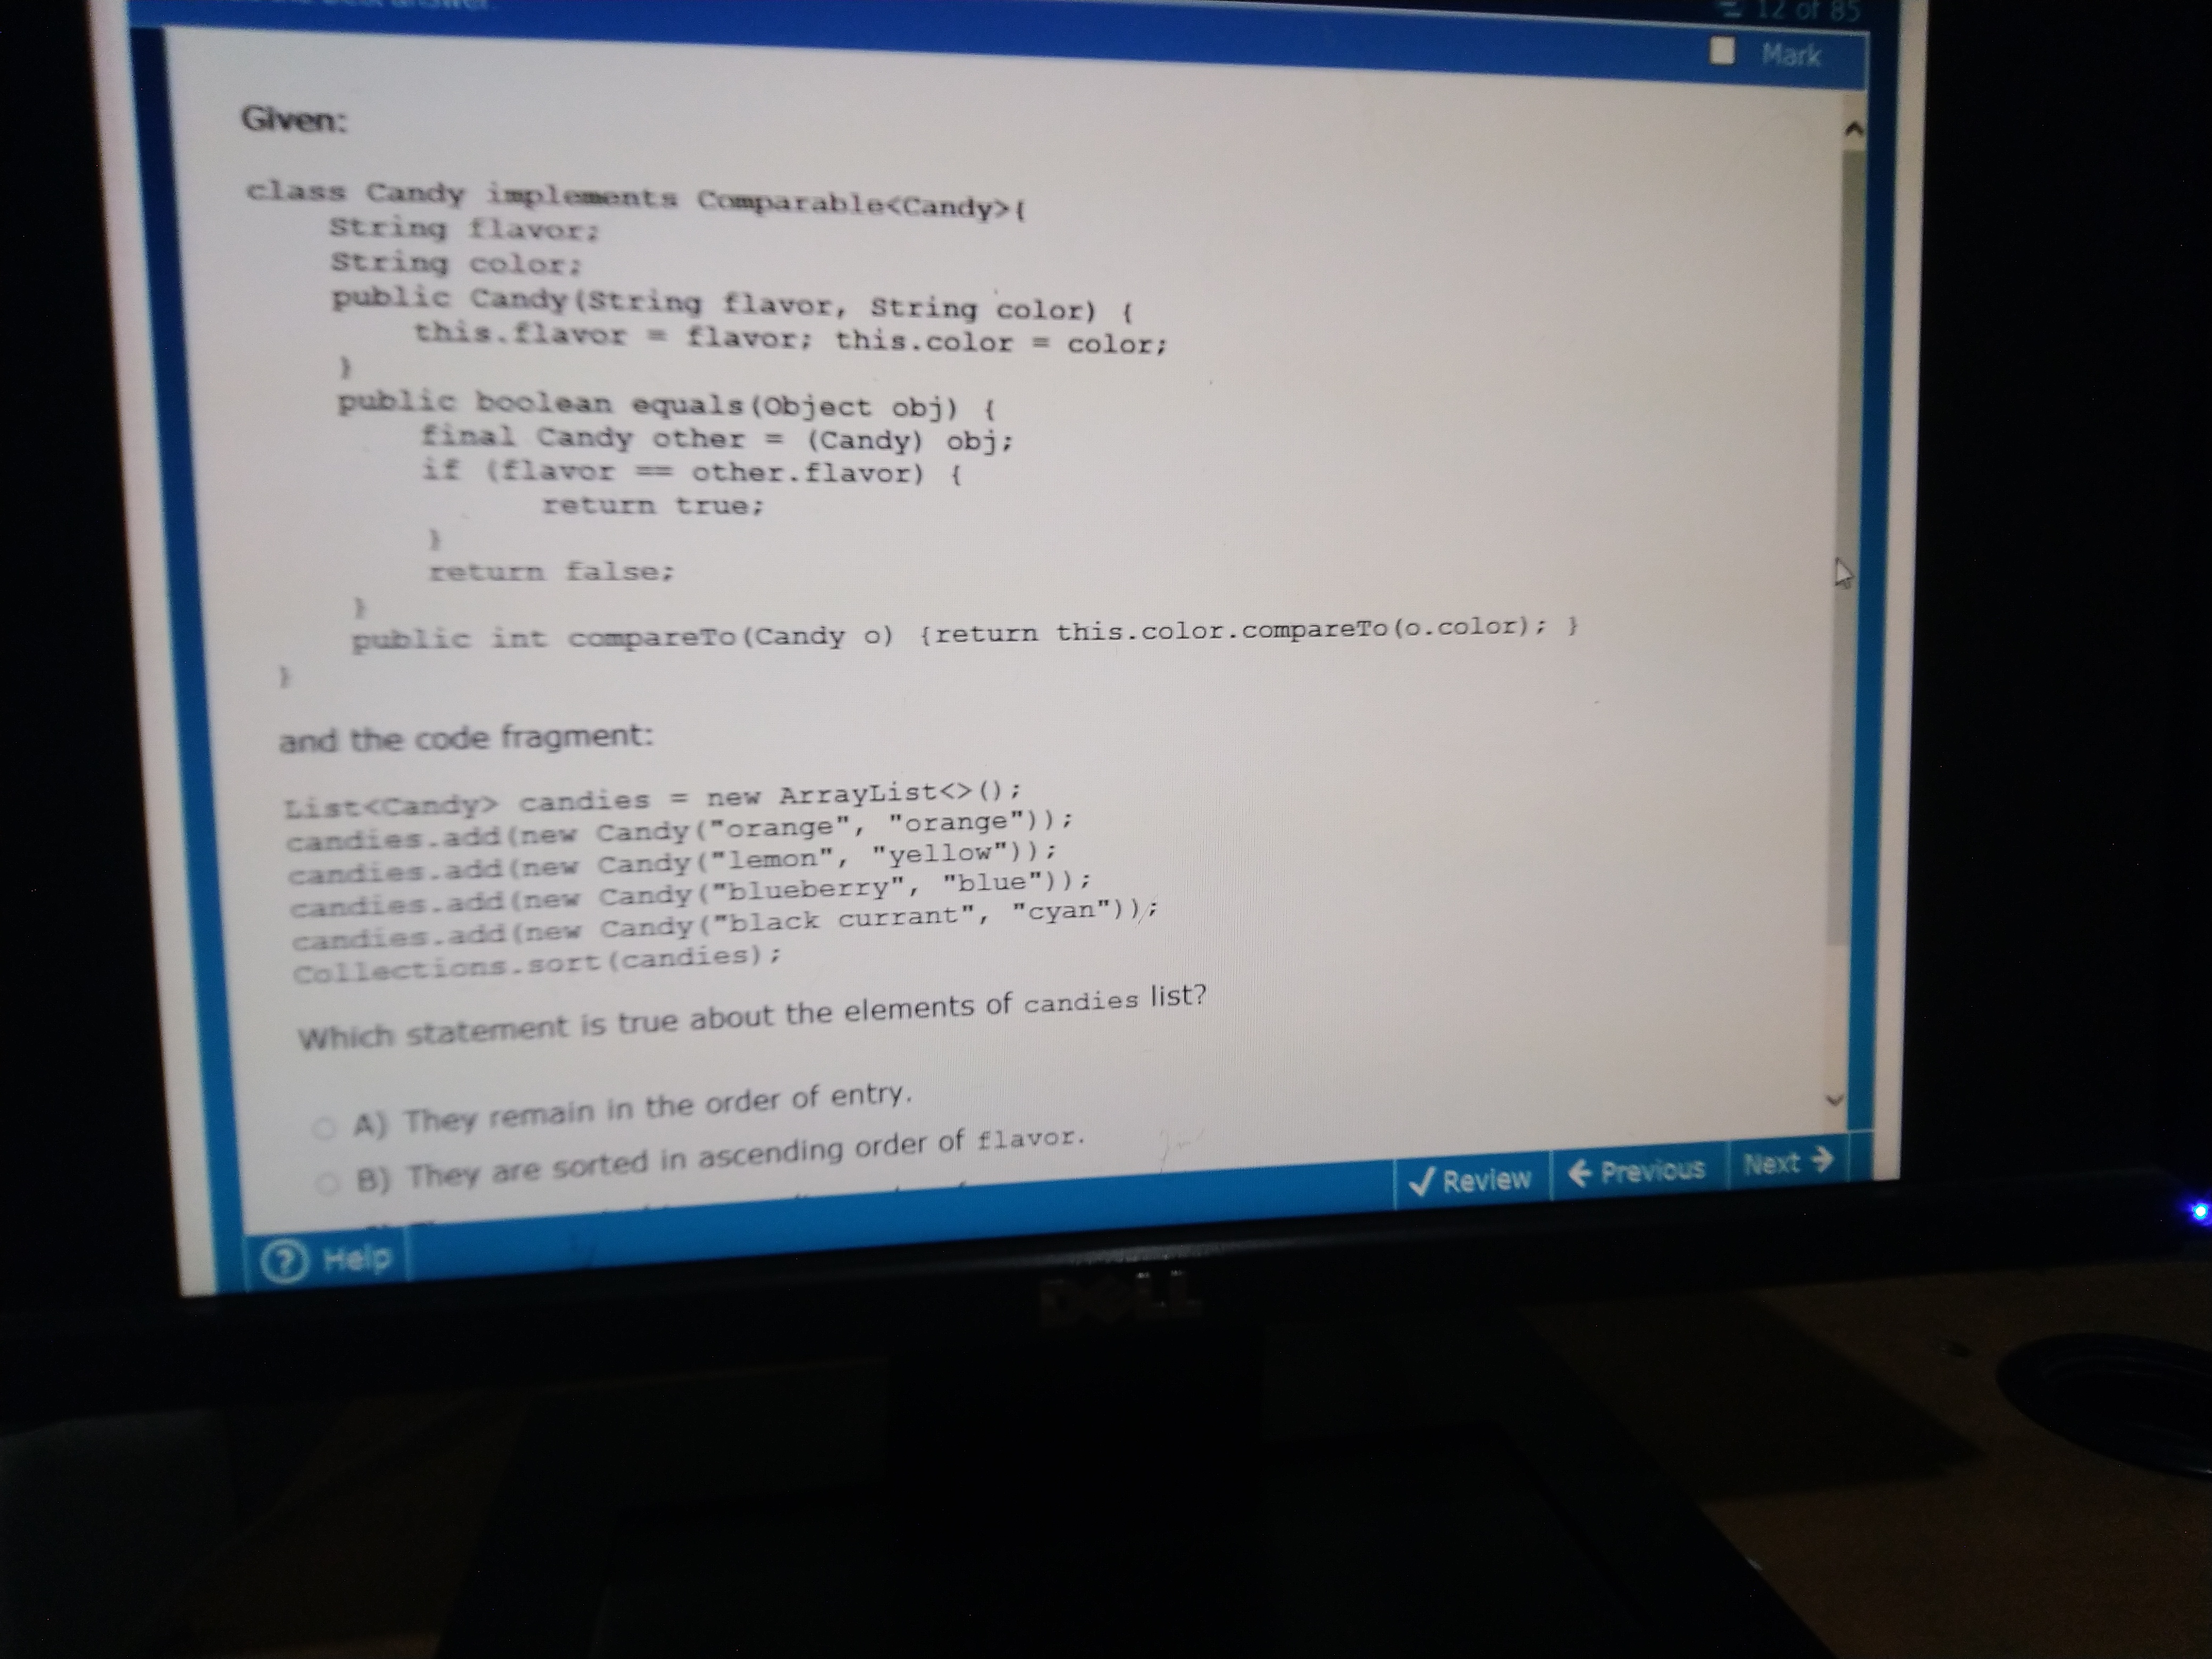 the best answer.
12 of 85
Mark
Given:
class Candy implements Comparable<Candy>{
String flavor;
String color;
public Candy(String flavor, String color) {
this.flavor = flavor; this.color = color;
}
public boolean equals(Object obj) {
final Candy other = (Candy) obj;
if (flavor == other.flavor) {
return true;
}
return false;
}
public int compareTo(Candy o) {return this.color.compareTo(o.color); }
}
and the code fragment:
List<Candy> candies = new ArrayList<>();
candies.add(new Candy("orange", "orange"));
candies.add(new Candy("lemon", "yellow"));
candies.add(new Candy("blueberry", "blue"));
candies.add(new Candy("black currant", "cyan"));
Collections.sort(candies);
Which statement is true about the elements of candies list?
A) They remain in the order of entry.
B) They are sorted in ascending order of flavor.
Review
Previous
Next
Help
DELL